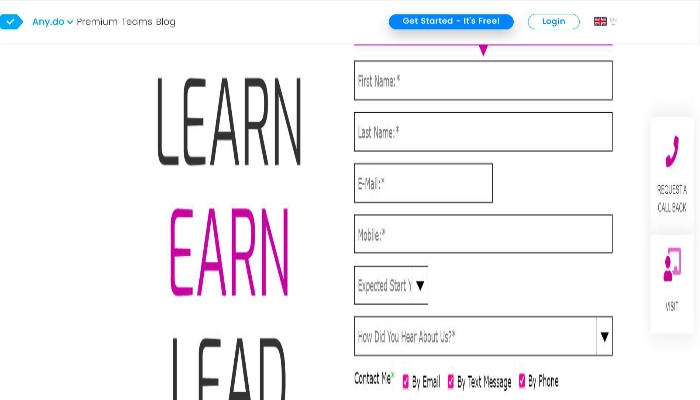 Any.do Premium Teams Blog Get Started - It's Free! Login EN
LEARN
EARN
LEAD
First Name: *
Last Name:*
E-Mail:*
Mobile:*
Expected Start Y
How Did You Hear About Us?*
Contact Me* By Email By Text Message By Phone
REQUEST A
CALL BACK
VISIT